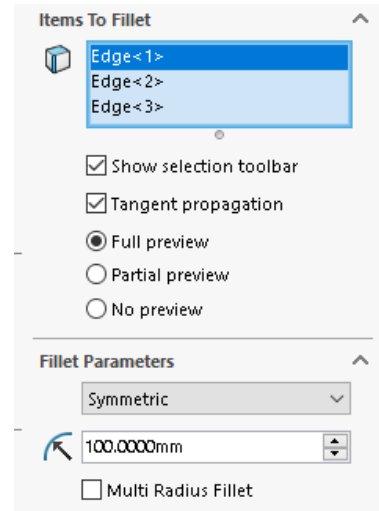 Items To Fillet
Edge<1>
Edge<2>
Edge<3>
Show selection toolbar
Tangent propagation
Full preview
Partial preview
No preview
Fillet Parameters
Symmetric
100.0000mm
Multi Radius Fillet